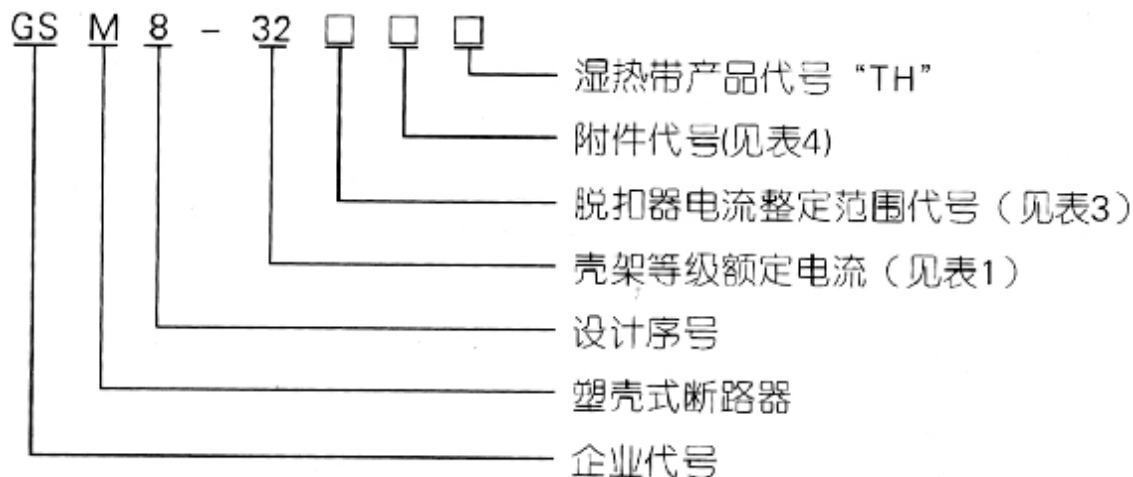 GS M 8 - 32 □ □ □
湿热带产品代号 “TH”
附件代号(见表4)
脱扣器电流整定范围代号（见表3）
壳架等级额定电流（见表1）
设计序号
塑壳式断路器
企业代号